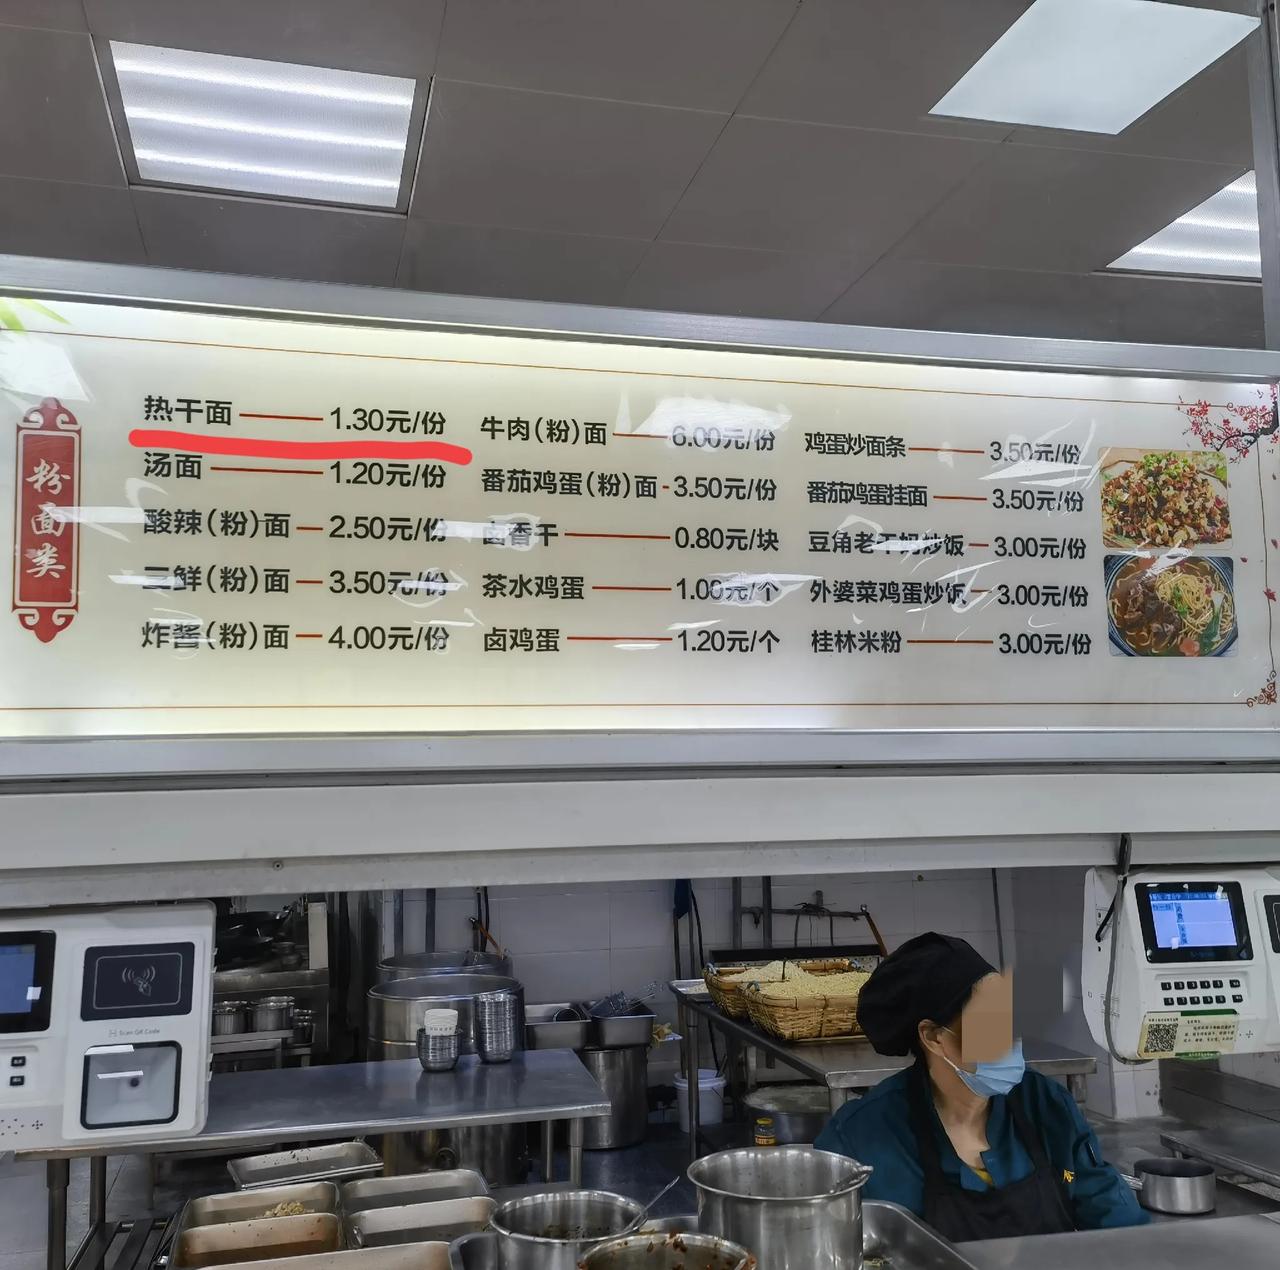 粉面类
热干面 1.30元/份
汤面 1.20元/份
酸辣(粉)面 2.50元/份
三鲜(粉)面 3.50元/份
炸酱(粉)面 4.00元/份
牛肉(粉)面 6.00元/份
番茄鸡蛋(粉)面 3.50元/份
卤香干 0.80元/块
茶水鸡蛋 1.00元/个
卤鸡蛋 1.20元/个
鸡蛋炒面条 3.50元/份
番茄鸡蛋挂面 3.50元/份
豆角老干妈炒饭 3.00元/份
外婆菜鸡蛋炒饭 3.00元/份
桂林米粉 3.00元/份
Scan QR Code